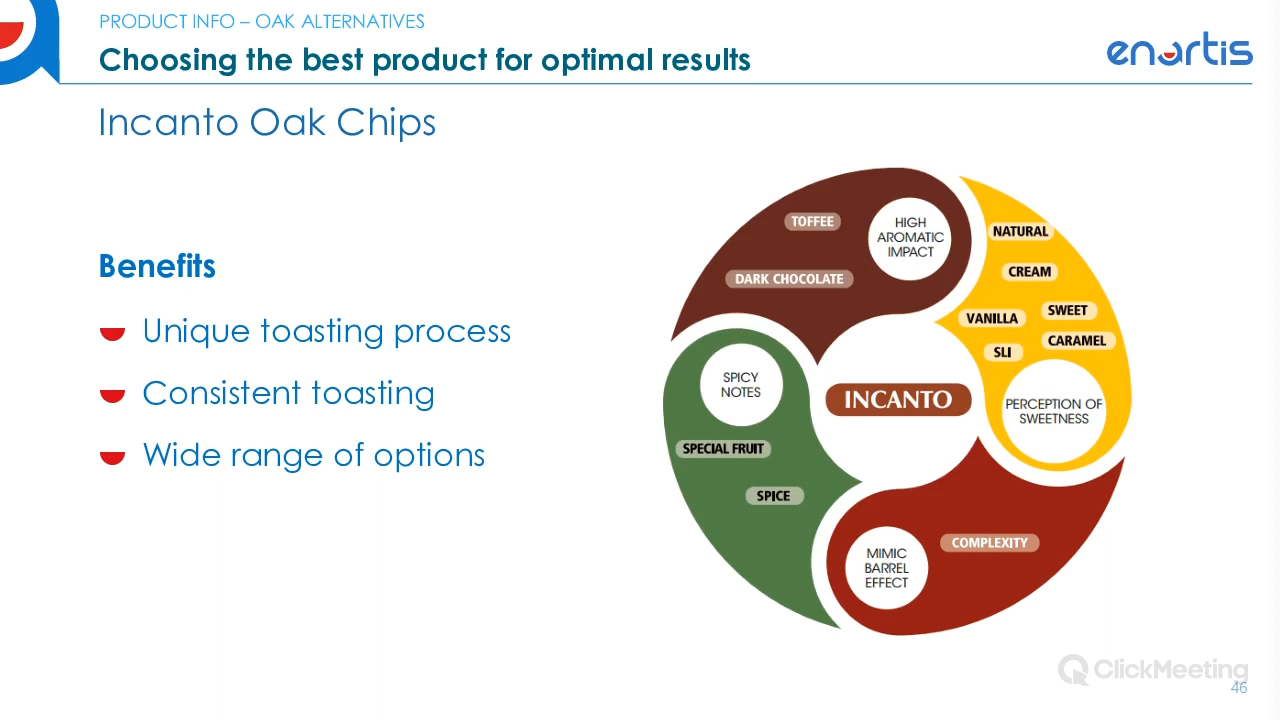 PRODUCT INFO – OAK ALTERNATIVES
Choosing the best product for optimal results
enartis
Incanto Oak Chips
Benefits
Unique toasting process
Consistent toasting
Wide range of options
TOFFEE
DARK CHOCOLATE
HIGH
AROMATIC
IMPACT
NATURAL
CREAM
VANILLA
SWEET
SLI
CARAMEL
PERCEPTION OF
SWEETNESS
INCANTO
SPICY
NOTES
SPECIAL FRUIT
SPICE
MIMIC
BARREL
EFFECT
COMPLEXITY
ClickMeeting
46